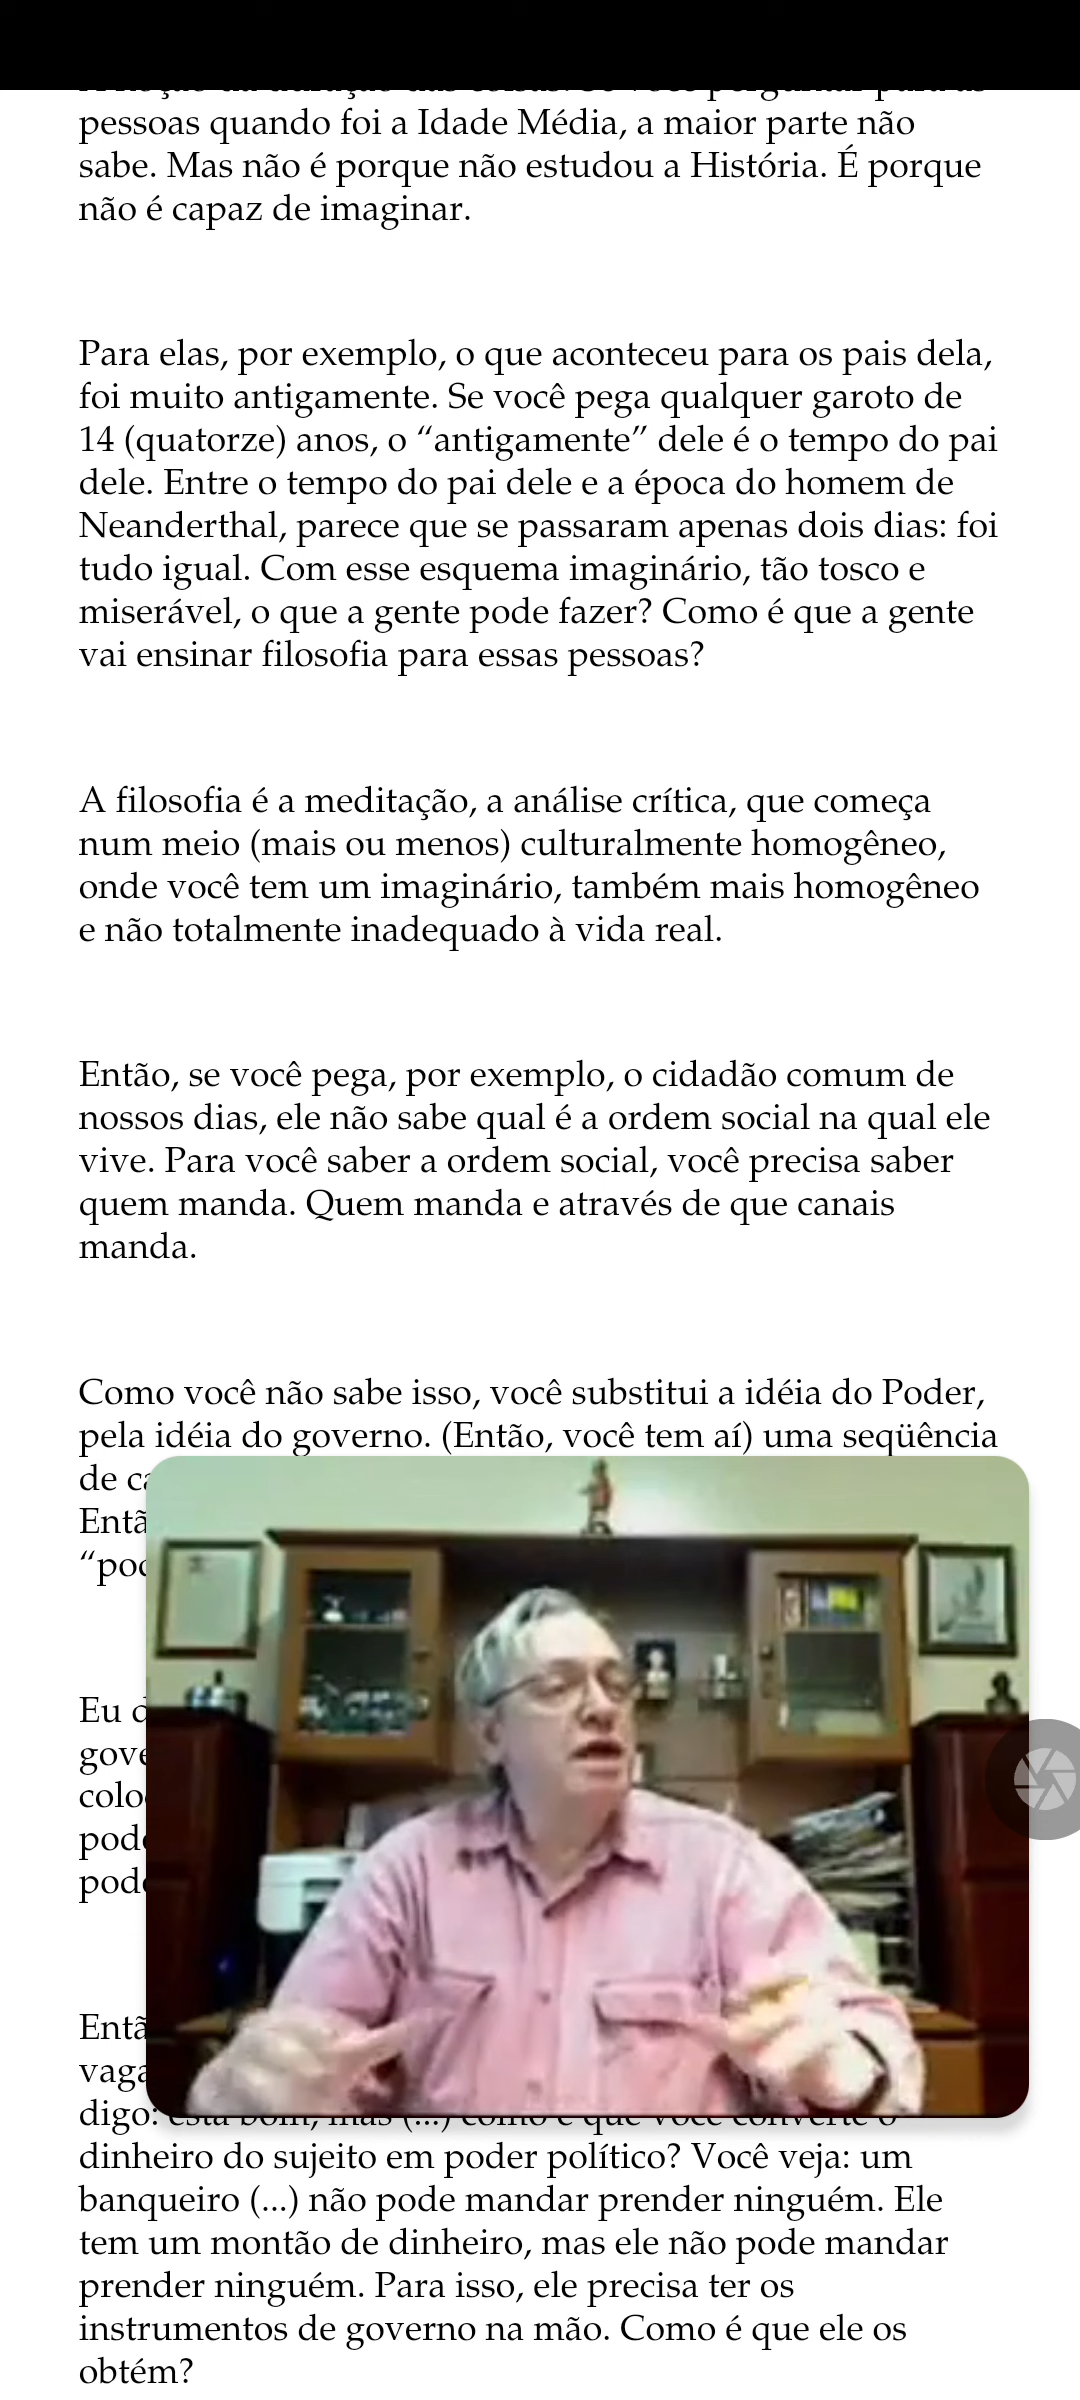 pessoas quando foi a Idade Média, a maior parte não
sabe. Mas não é porque não estudou a História. É porque
não é capaz de imaginar.
Para elas, por exemplo, o que aconteceu para os pais dela,
foi muito antigamente. Se você pega qualquer garoto de
14 (quatorze) anos, o “antigamente” dele é o tempo do pai
dele. Entre o tempo do pai dele e a época do homem de
Neanderthal, parece que se passaram apenas dois dias: foi
tudo igual. Com esse esquema imaginário, tão tosco e
miserável, o que a gente pode fazer? Como é que a gente
vai ensinar filosofia para essas pessoas?
A filosofia é a meditação, a análise crítica, que começa
num meio (mais ou menos) culturalmente homogêneo,
onde você tem um imaginário, também mais homogêneo
e não totalmente inadequado à vida real.
Então, se você pega, por exemplo, o cidadão comum de
nossos dias, ele não sabe qual é a ordem social na qual ele
vive. Para você saber a ordem social, você precisa saber
quem manda. Quem manda e através de que canais
manda.
Como você não sabe isso, você substitui a idéia do Poder,
pela idéia do governo. (Então, você tem aí) uma seqüência
de
Eu
digo: está bom, mas (...) como é que você converte o
dinheiro do sujeito em poder político? Você veja: um
banqueiro (...) não pode mandar prender ninguém. Ele
tem um montão de dinheiro, mas ele não pode mandar
prender ninguém. Para isso, ele precisa ter os
instrumentos de governo na mão. Como é que ele os
obtém?